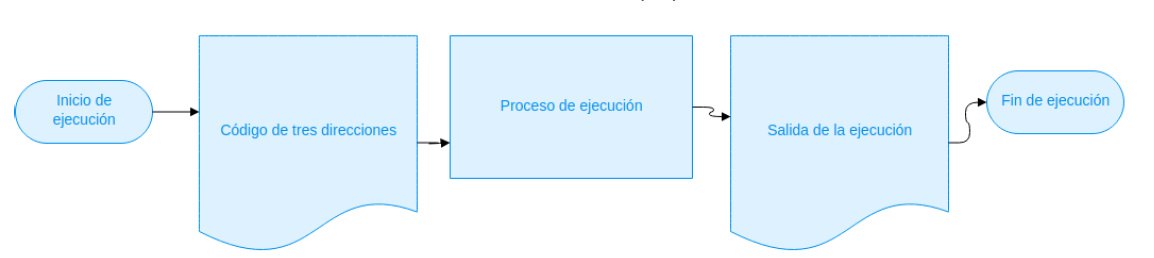 Inicio de
ejecución
Código de tres direcciones
Proceso de ejecución
Salida de la ejecución
Fin de ejecución